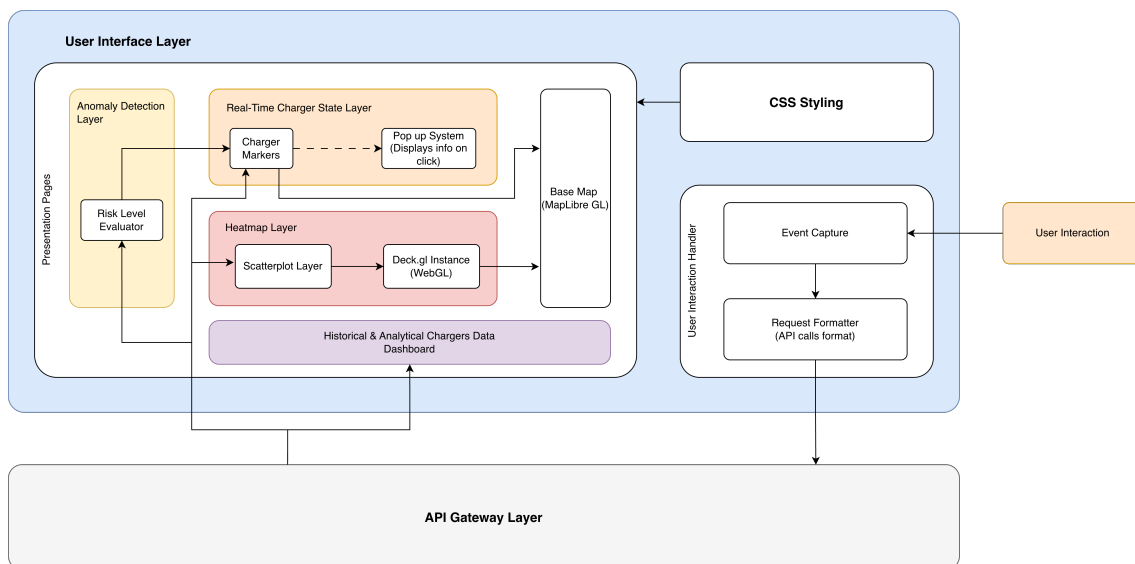 User Interface Layer
Presentation Pages
Anomaly Detection
Layer
Risk Level
Evaluator
Real-Time Charger State Layer
Charger
Markers
Pop up System
(Displays info on
click)
Heatmap Layer
Scatterplot Layer
Deck.gl Instance
(WebGL)
Base Map
(MapLibre GL)
Historical & Analytical Chargers Data
Dashboard
CSS Styling
User Interaction Handler
Event Capture
Request Formatter
(API calls format)
User Interaction
API Gateway Layer